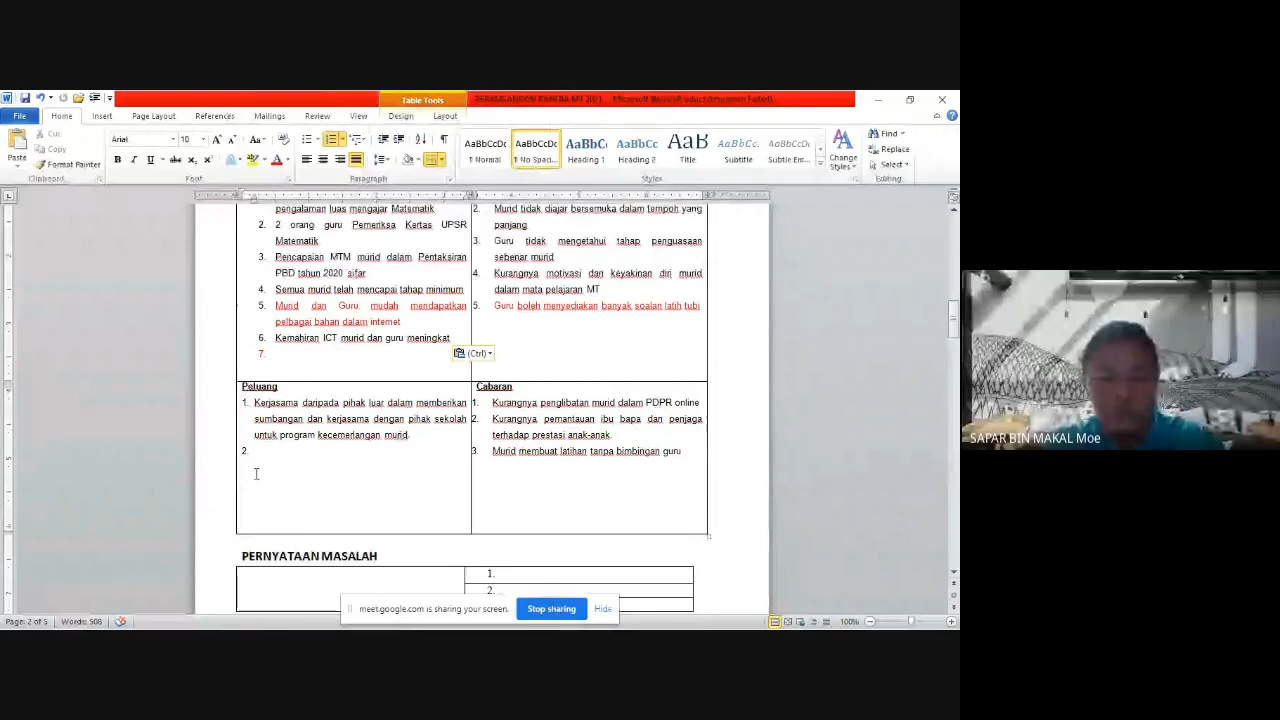 Table Tools
File
Home
Insert
Page Layout
References
Mailings
Review
View
Design
Layout
Cut
Copy
Paste
Format Painter
Clipboard
Arial
10
Font
Paragraph
AaBbCcDc
¶ Normal
AaBbCcDc
¶ No Spaci...
AaBbC
Heading 1
AaBbCc
Heading 2
AaB
Title
AaBbCc.
Subtitle
AaBbCcDc
Subtle Em...
Change
Styles
Styles
Find
Replace
Select
Editing
pengalaman luas mengajar Matematik
2. 2 orang guru Pemeriksa Kertas UPSR
Matematik
3. Pencapaian MTM murid dalam Pentaksiran
PBD tahun 2020 sifar
4. Semua murid telah mencapai tahap minimum
5. Murid dan Guru mudah mendapatkan
pelbagai bahan dalam internet
6. Kemahiran ICT murid dan guru meningkat
7.
(Ctrl)
2. Murid tidak diajar bersemuka dalam tempoh yang
panjang
3. Guru tidak mengetahui tahap penguasaan
sebenar murid
4. Kurangnya motivasi dan keyakinan diri murid
dalam mata pelajaran MT
5. Guru boleh menyediakan banyak soalan latih tubi
Peluang
1. Kerjasama daripada pihak luar dalam memberikan
sumbangan dan kerjasama dengan pihak sekolah
untuk program kecemerlangan murid.
2.
Cabaran
1. Kurangnya penglibatan murid dalam PDPR online
2. Kurangnya pemantauan ibu bapa dan penjaga
terhadap prestasi anak-anak.
3. Murid membuat latihan tanpa bimbingan guru
PERNYATAAN MASALAH
1.
2.
meet.google.com is sharing your screen.
Stop sharing
Hide
Page: 2 of 5
Words: 508
100%
SAPAR BIN MAKAL Moe